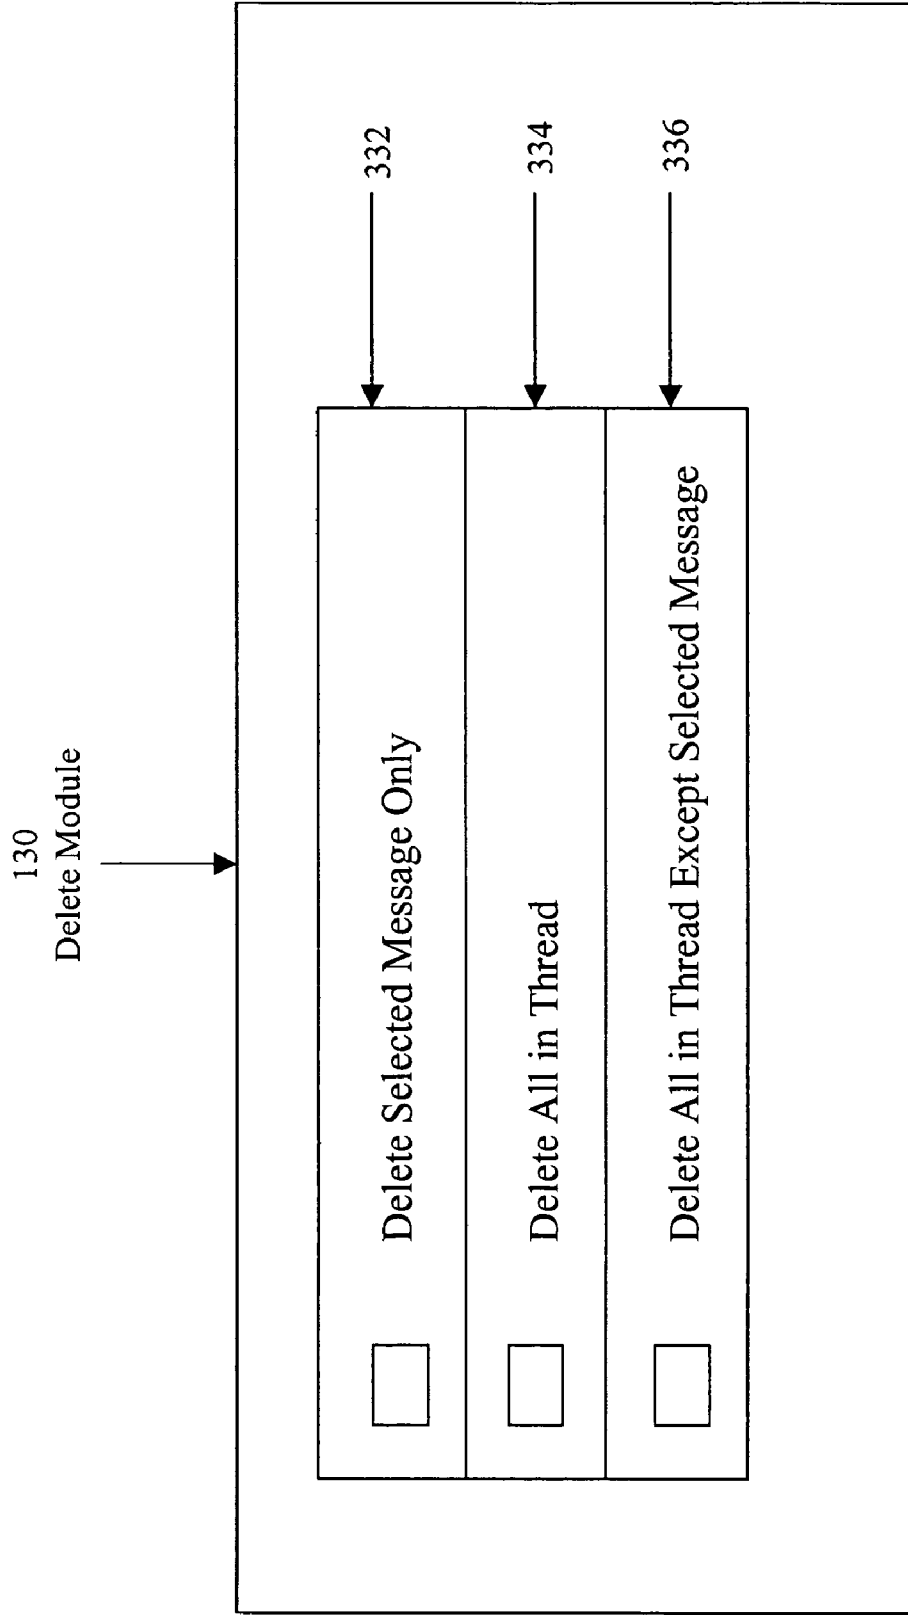 130
Delete Module
Delete Selected Message Only
332
Delete All in Thread
334
Delete All in Thread Except Selected Message
336